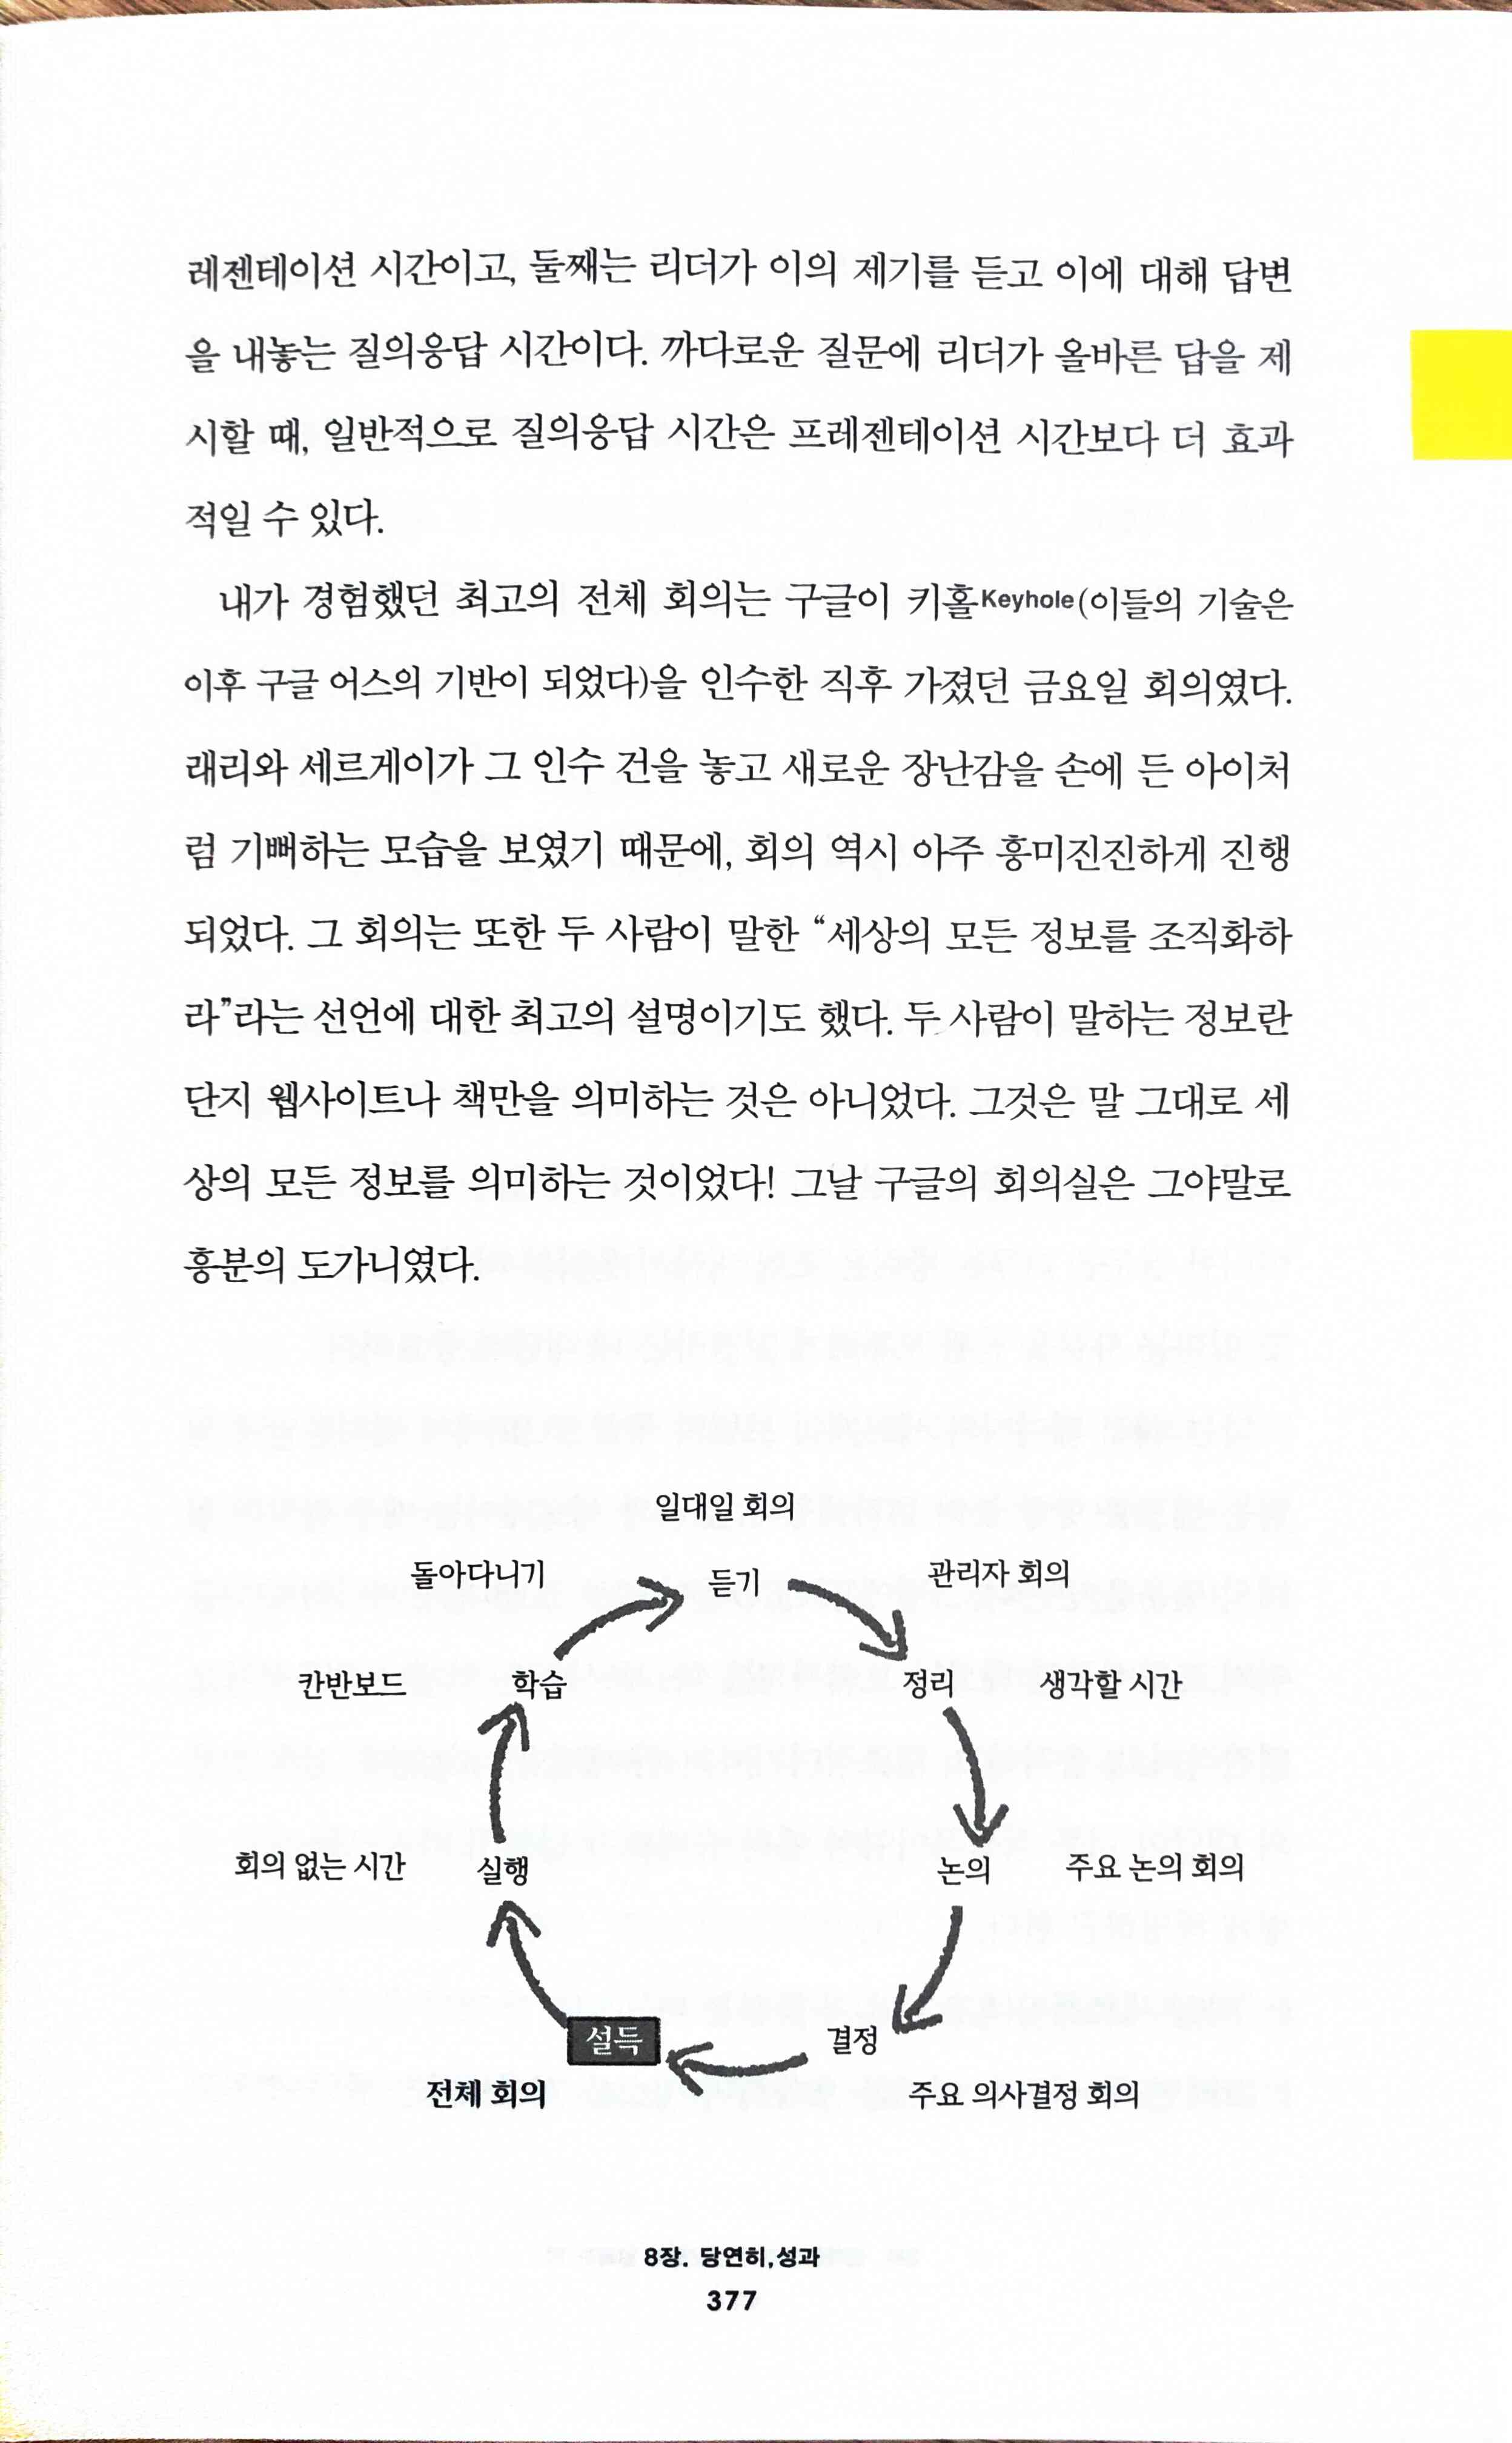 레젠테이션 시간이고, 둘째는 리더가 이의 제기를 듣고 이에 대해 답변
을 내놓는 질의응답 시간이다. 까다로운 질문에 리더가 올바른 답을 제
시할 때, 일반적으로 질의응답 시간은 프레젠테이션 시간보다 더 효과
적일 수 있다.
내가 경험했던 최고의 전체 회의는 구글이 키홀Keyhole(이들의 기술은
이후 구글 어스의 기반이 되었다)을 인수한 직후 가졌던 금요일 회의였다.
래리와 세르게이가 그 인수 건을 놓고 새로운 장난감을 손에 든 아이처
럼 기뻐하는 모습을 보였기 때문에, 회의 역시 아주 흥미진진하게 진행
되었다. 그 회의는 또한 두 사람이 말한 “세상의 모든 정보를 조직화하
라”라는 선언에 대한 최고의 설명이기도 했다. 두 사람이 말하는 정보란
단지 웹사이트나 책만을 의미하는 것은 아니었다. 그것은 말 그대로 세
상의 모든 정보를 의미하는 것이었다! 그날 구글의 회의실은 그야말로
흥분의 도가니였다.
일대일 회의
돌아다니기 듣기 관리자 회의
칸반보드 학습 정리 생각할 시간
회의 없는 시간 실행 논의 주요 논의 회의
설득 결정
전체 회의 주요 의사결정 회의
8장. 당연히, 성과
377